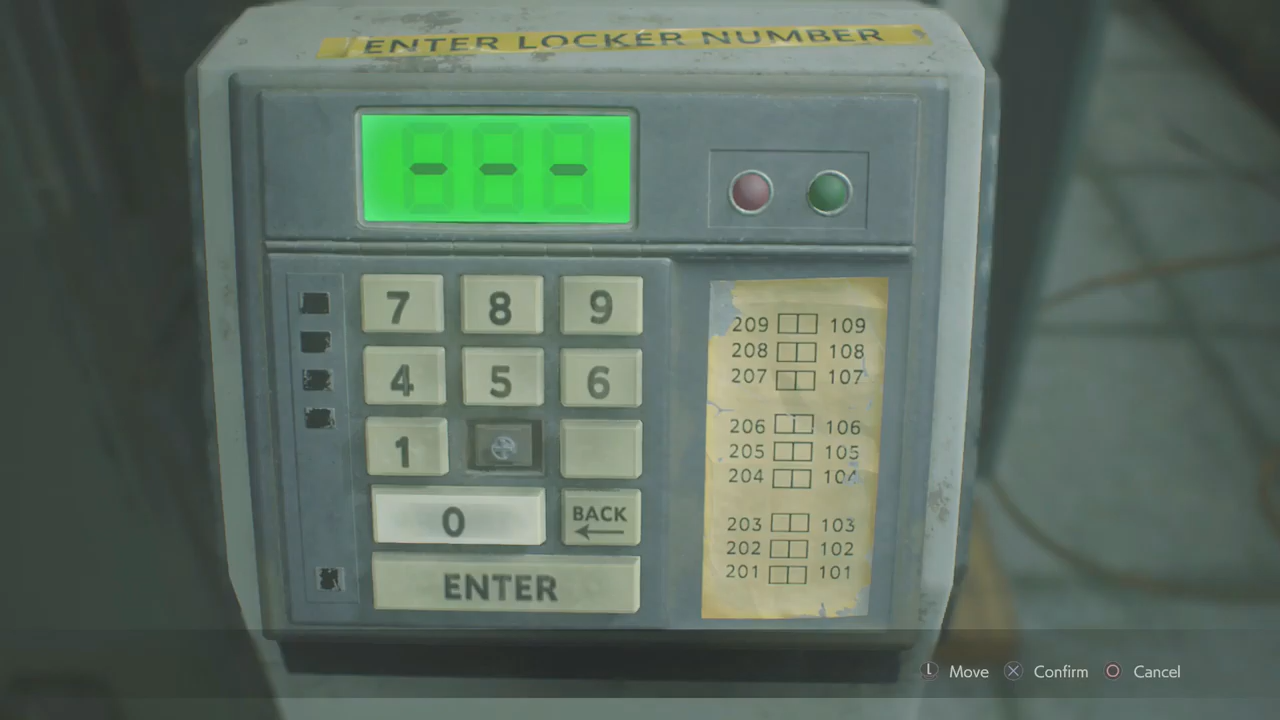 ENTER LOCKER NUMBER
- - -
7 8 9
4 5 6
1
0 BACK
ENTER
209 109
208 108
207 107
206 106
205 105
204 104
203 103
202 102
201 101
L Move Confirm Cancel